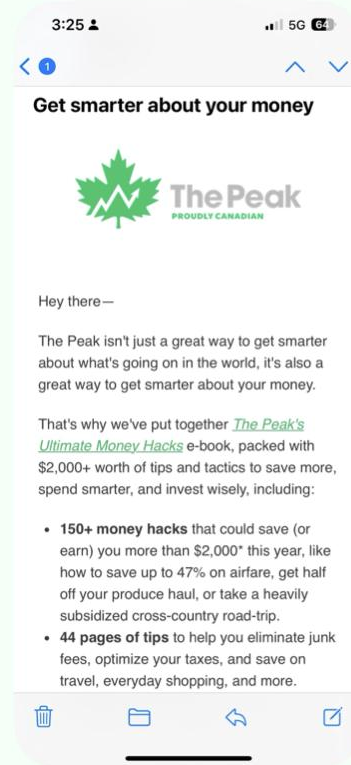 3:25
5G 64
1
Get smarter about your money
The Peak
PROUDLY CANADIAN
Hey there—
The Peak isn't just a great way to get smarter
about what's going on in the world, it's also a
great way to get smarter about your money.
That's why we've put together The Peak's
Ultimate Money Hacks e-book, packed with
$2,000+ worth of tips and tactics to save more,
spend smarter, and invest wisely, including:
• 150+ money hacks that could save (or
earn) you more than $2,000* this year, like
how to save up to 47% on airfare, get half
off your produce haul, or take a heavily
subsidized cross-country road-trip.
• 44 pages of tips to help you eliminate junk
fees, optimize your taxes, and save on
travel, everyday shopping, and more.